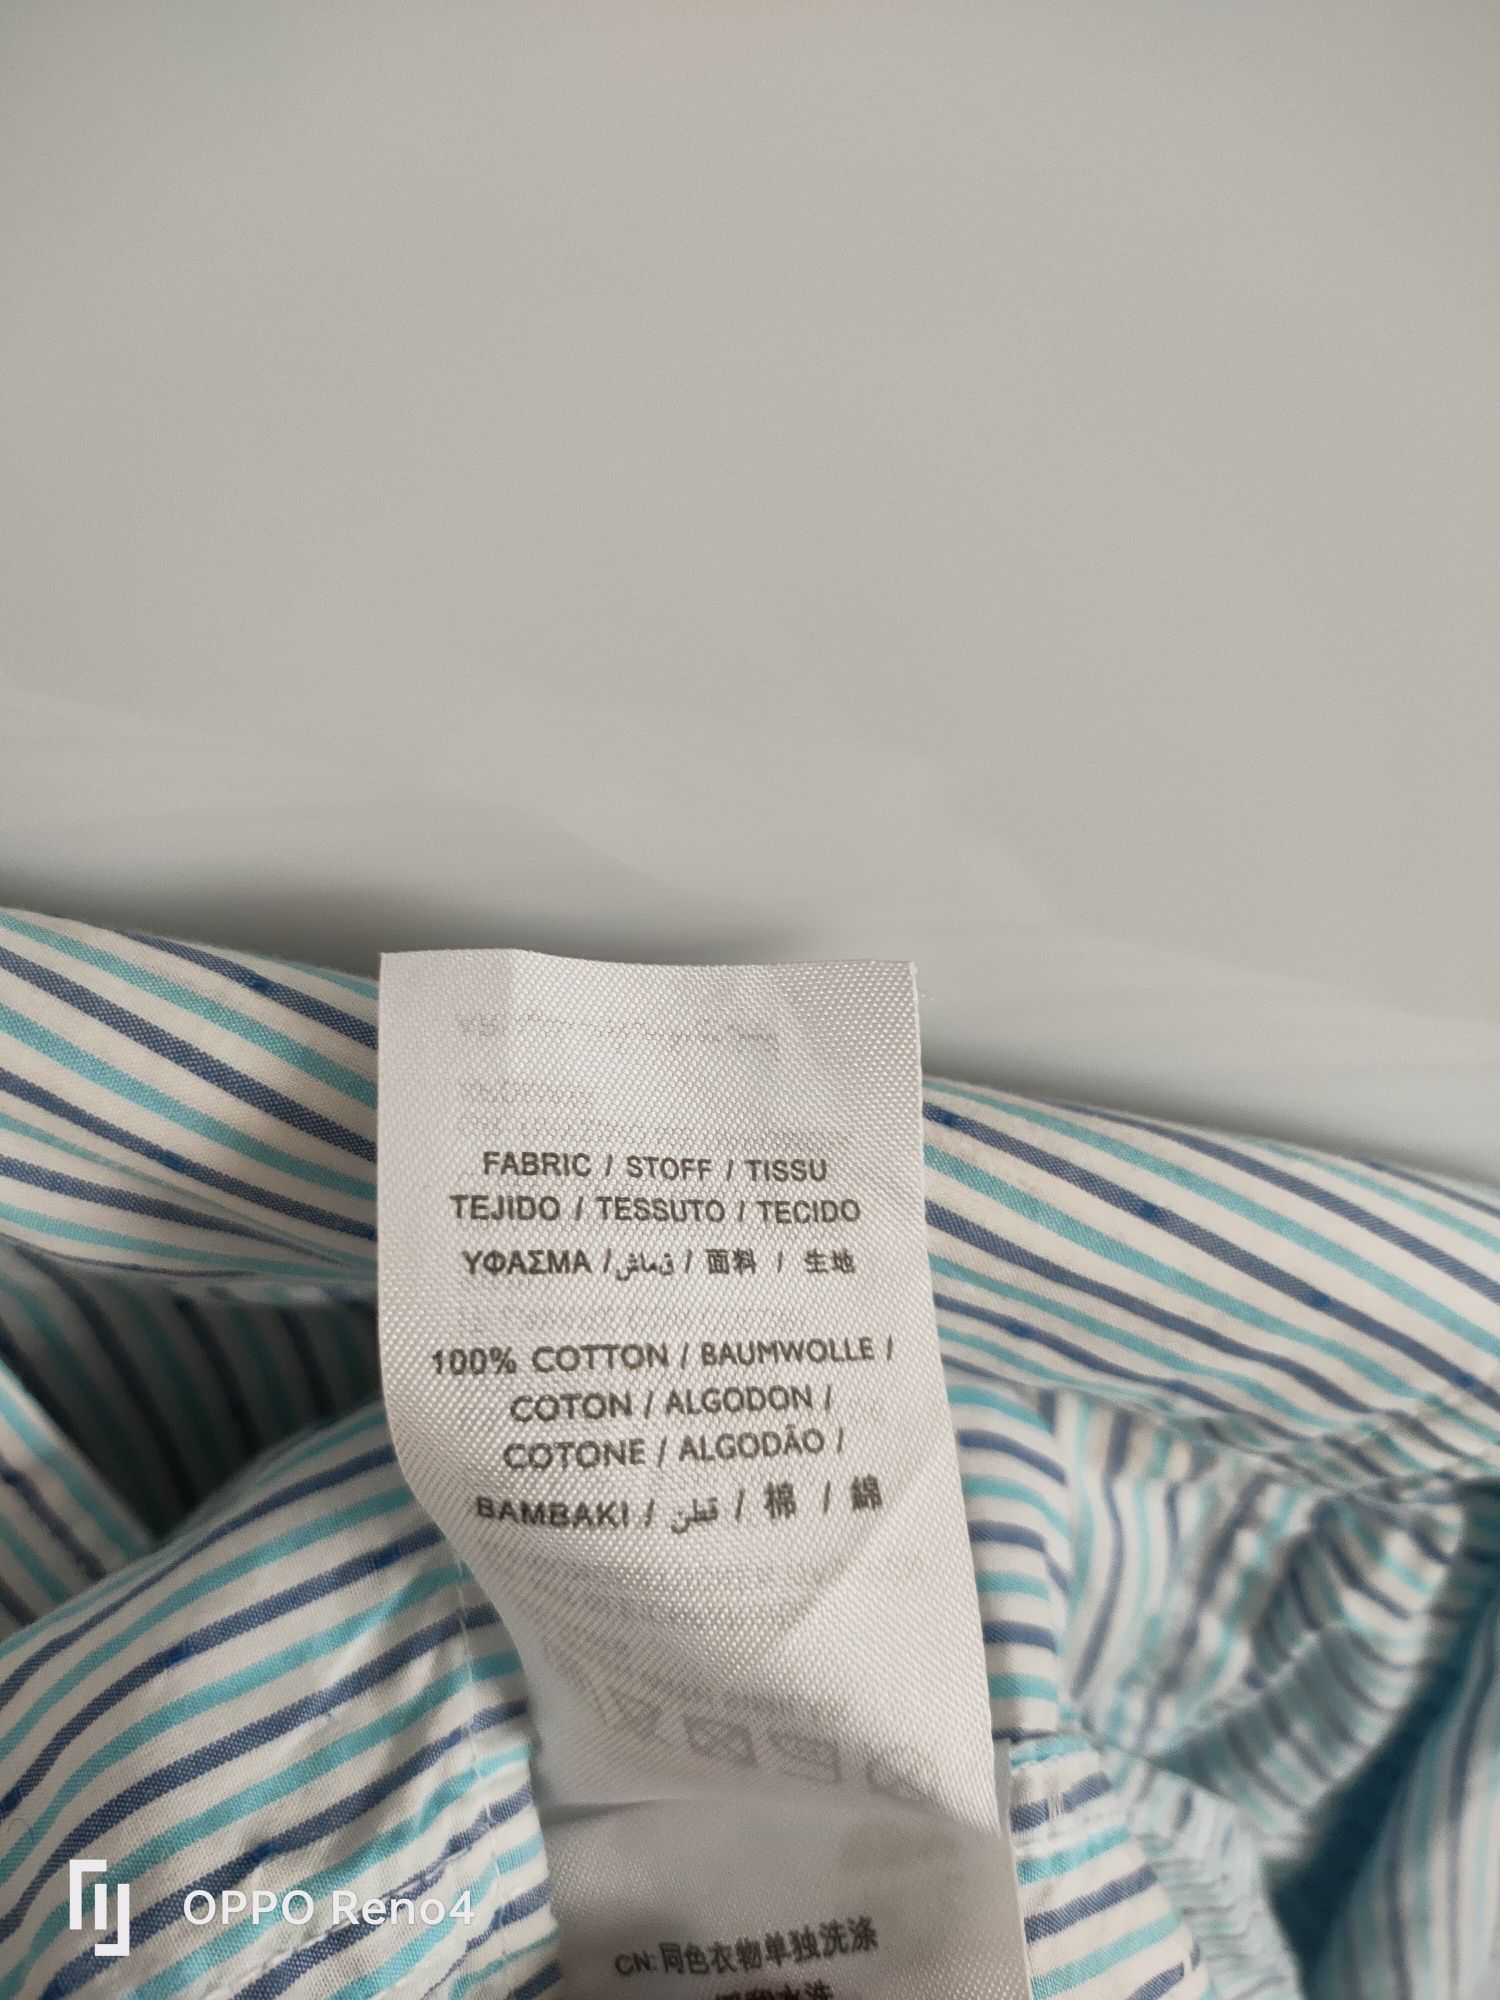 FABRIC / STOFF / TISSU
TEJIDO / TESSUTO / TECIDO
ΥΦΑΣΜΑ / قماش / 面料 / 生地
100% COTTON / BAUMWOLLE /
COTON / ALGODON /
COTONE / ALGODÃO /
BAMBAKI / قطن / 棉 / 綿
CN:同色衣物单独洗涤
OPPO Reno4